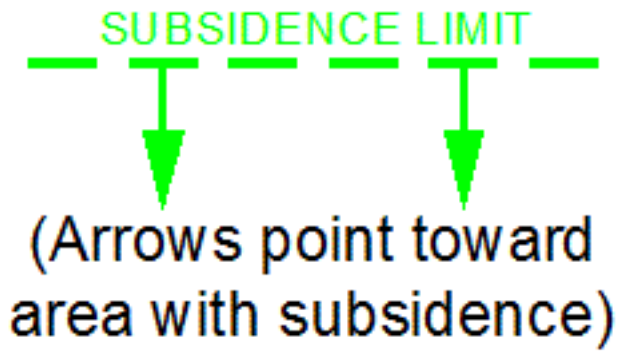 SUBSIDENCE LIMIT
(Arrows point toward
area with subsidence)